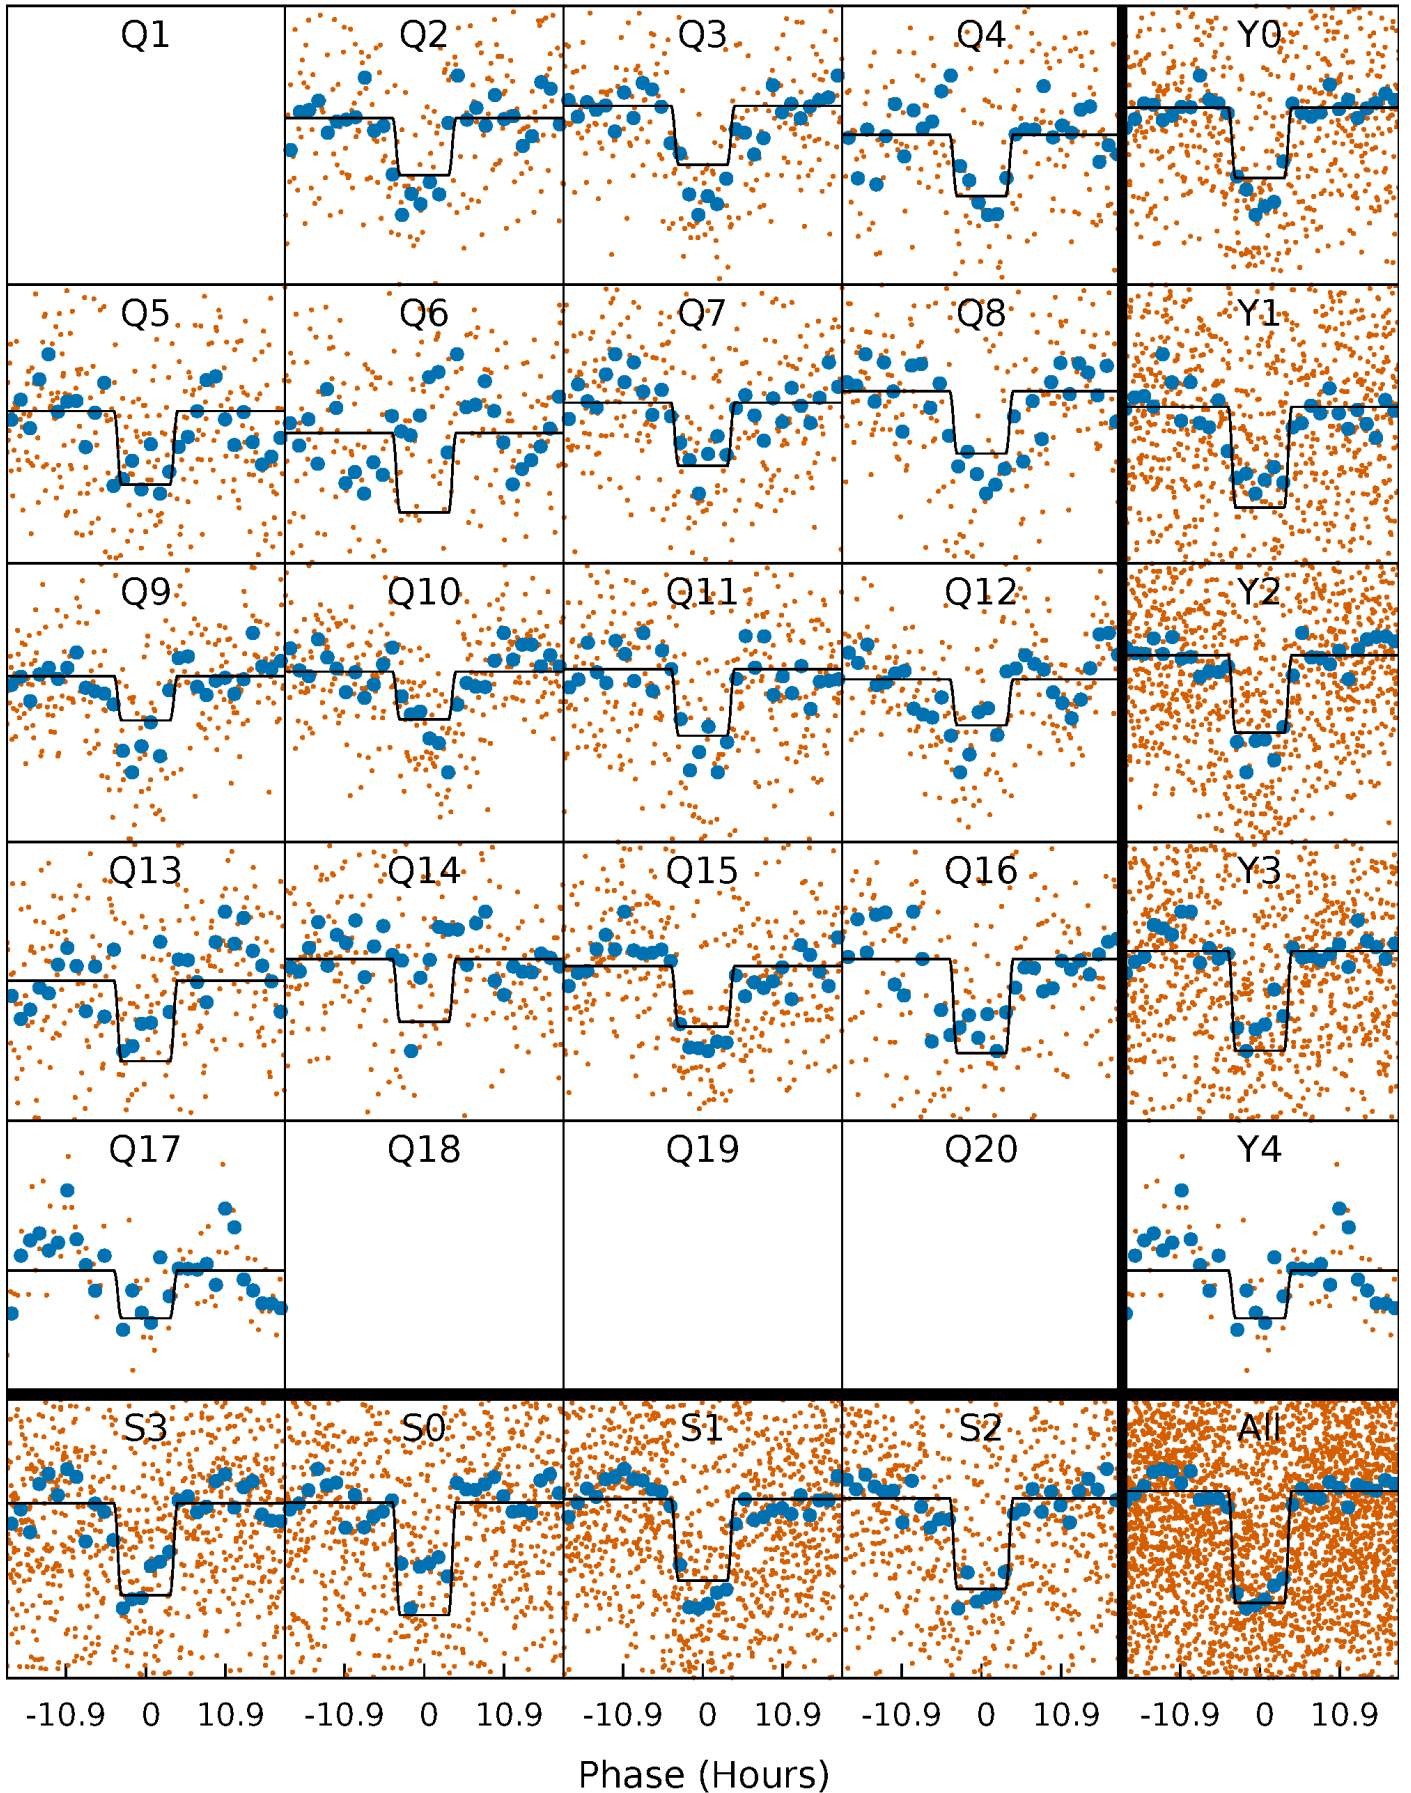 Q1 Q2 Q3 Q4 Y0
Q5 Q6 Q7 Q8 Y1
Q9 Q10 Q11 Q12 Y2
Q13 Q14 Q15 Q16 Y3
Q17 Q18 Q19 Q20 Y4
S3 S0 S1 S2 All
-10.9 0 10.9 -10.9 0 10.9 -10.9 0 10.9 -10.9 0 10.9 -10.9 0 10.9
Phase (Hours)